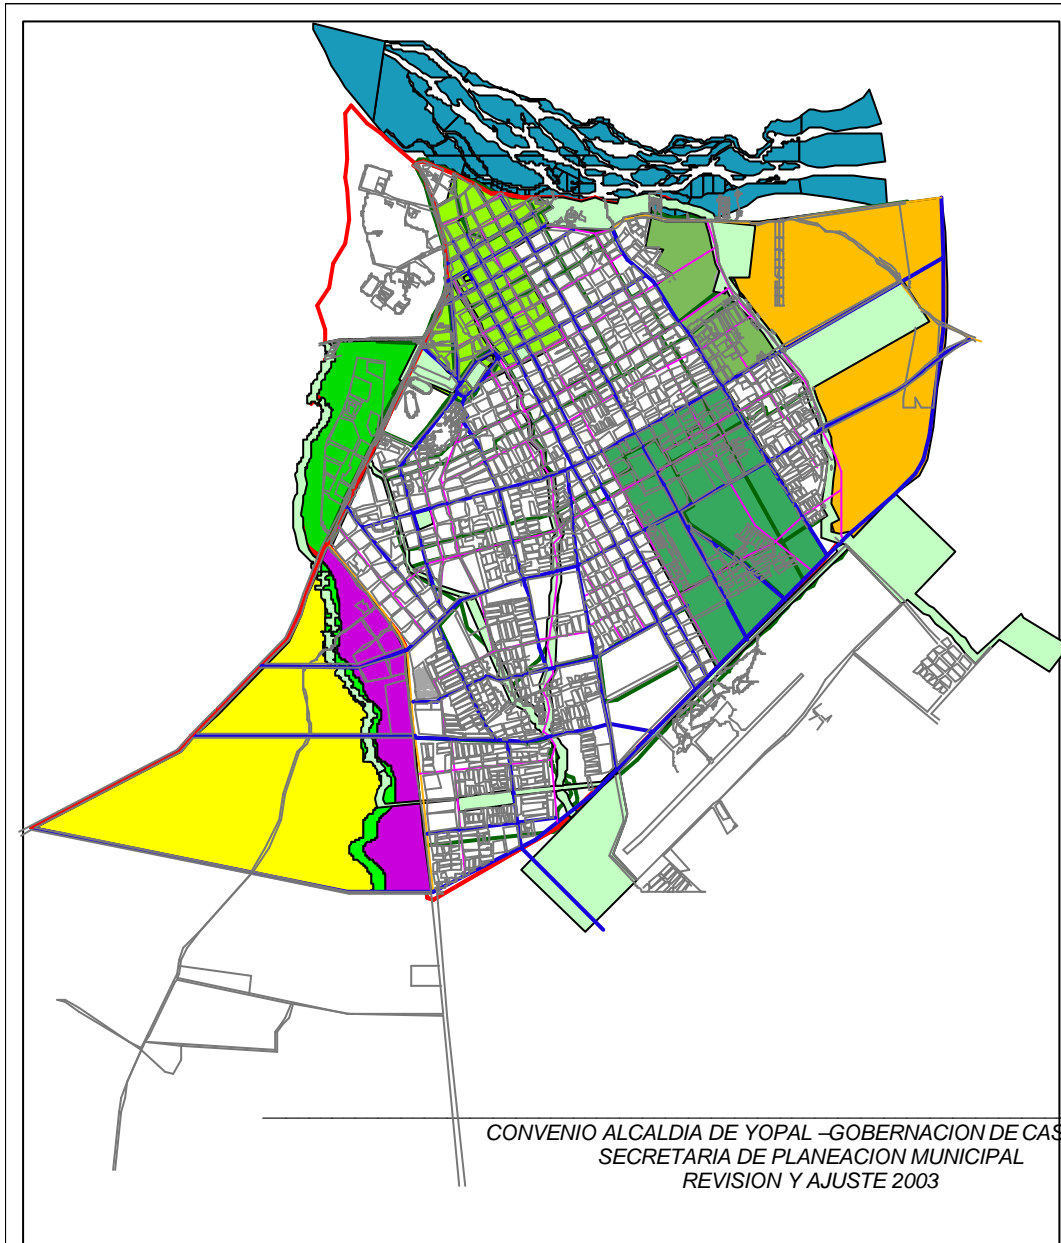 CONVENIO ALCALDIA DE YOPAL –GOBERNACION DE CAS
SECRETARIA DE PLANEACION MUNICIPAL
REVISION Y AJUSTE 2003